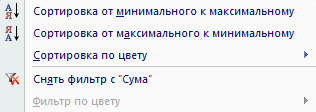 Сортировка от минимального к максимальному
Сортировка от максимального к минимальному
Сортировка по цвету
Снять фильтр с "Сума"
Фильтр по цвету